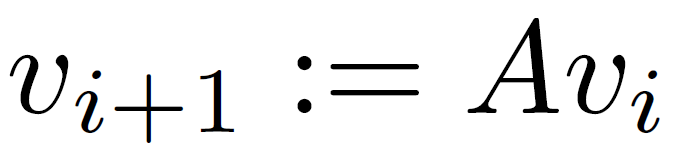 v_{i+1} := Av_i